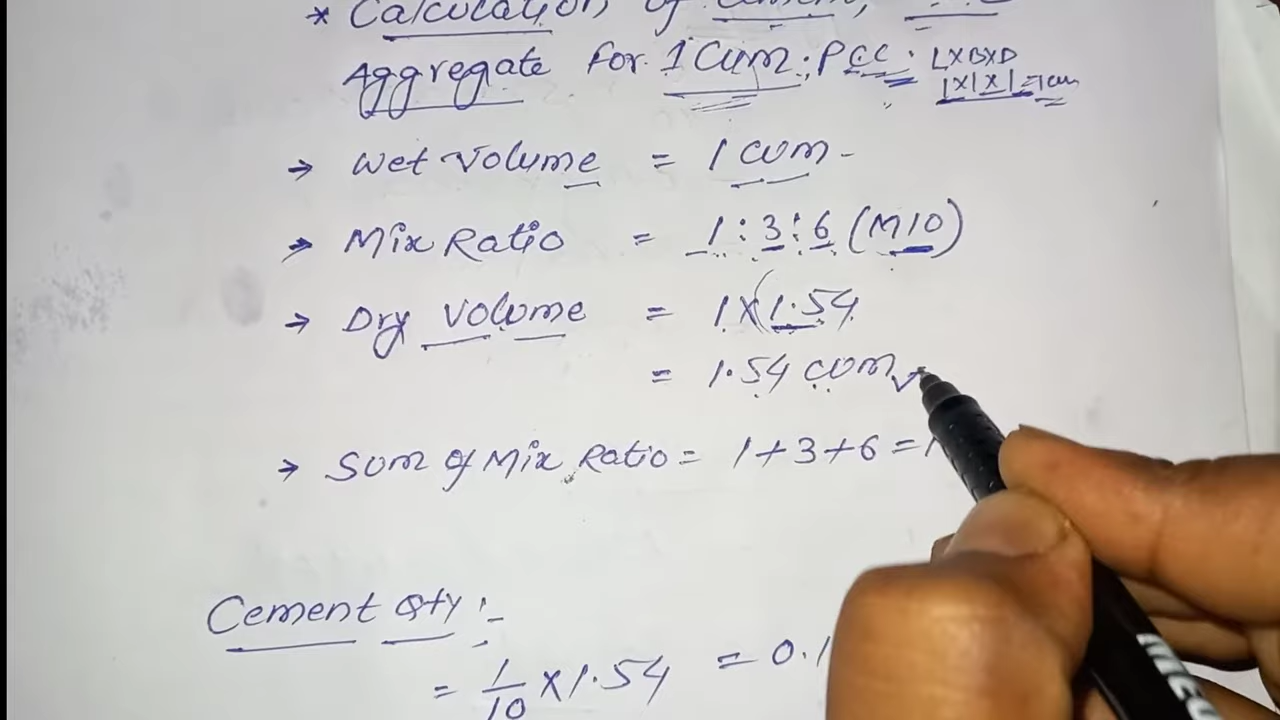 * Calculation of Cement,
Aggregate for 1 Cum. PCC. LXBXD
1X1X1=1cum
→ Wet Volume = 1 cum
→ Mix Ratio = 1:3:6 (M10)
→ Dry Volume = 1X(1.54
= 1.54 cum
→ Sum of Mix Ratio = 1+3+6=1
Cement Qty :-
= 1/10 X 1.54 = 0.1